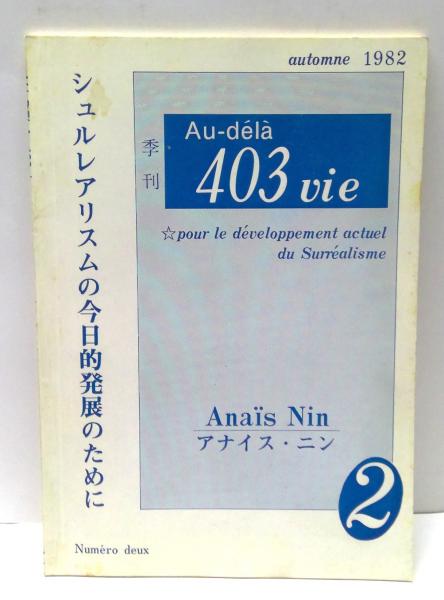 automne 1982
シュルレアリスムの今日的発展のために
季刊
Au-délà
403 vie
☆pour le développement actuel
du Surréalisme
Anaïs Nin
アナイス・ニン
2
Numéro deux